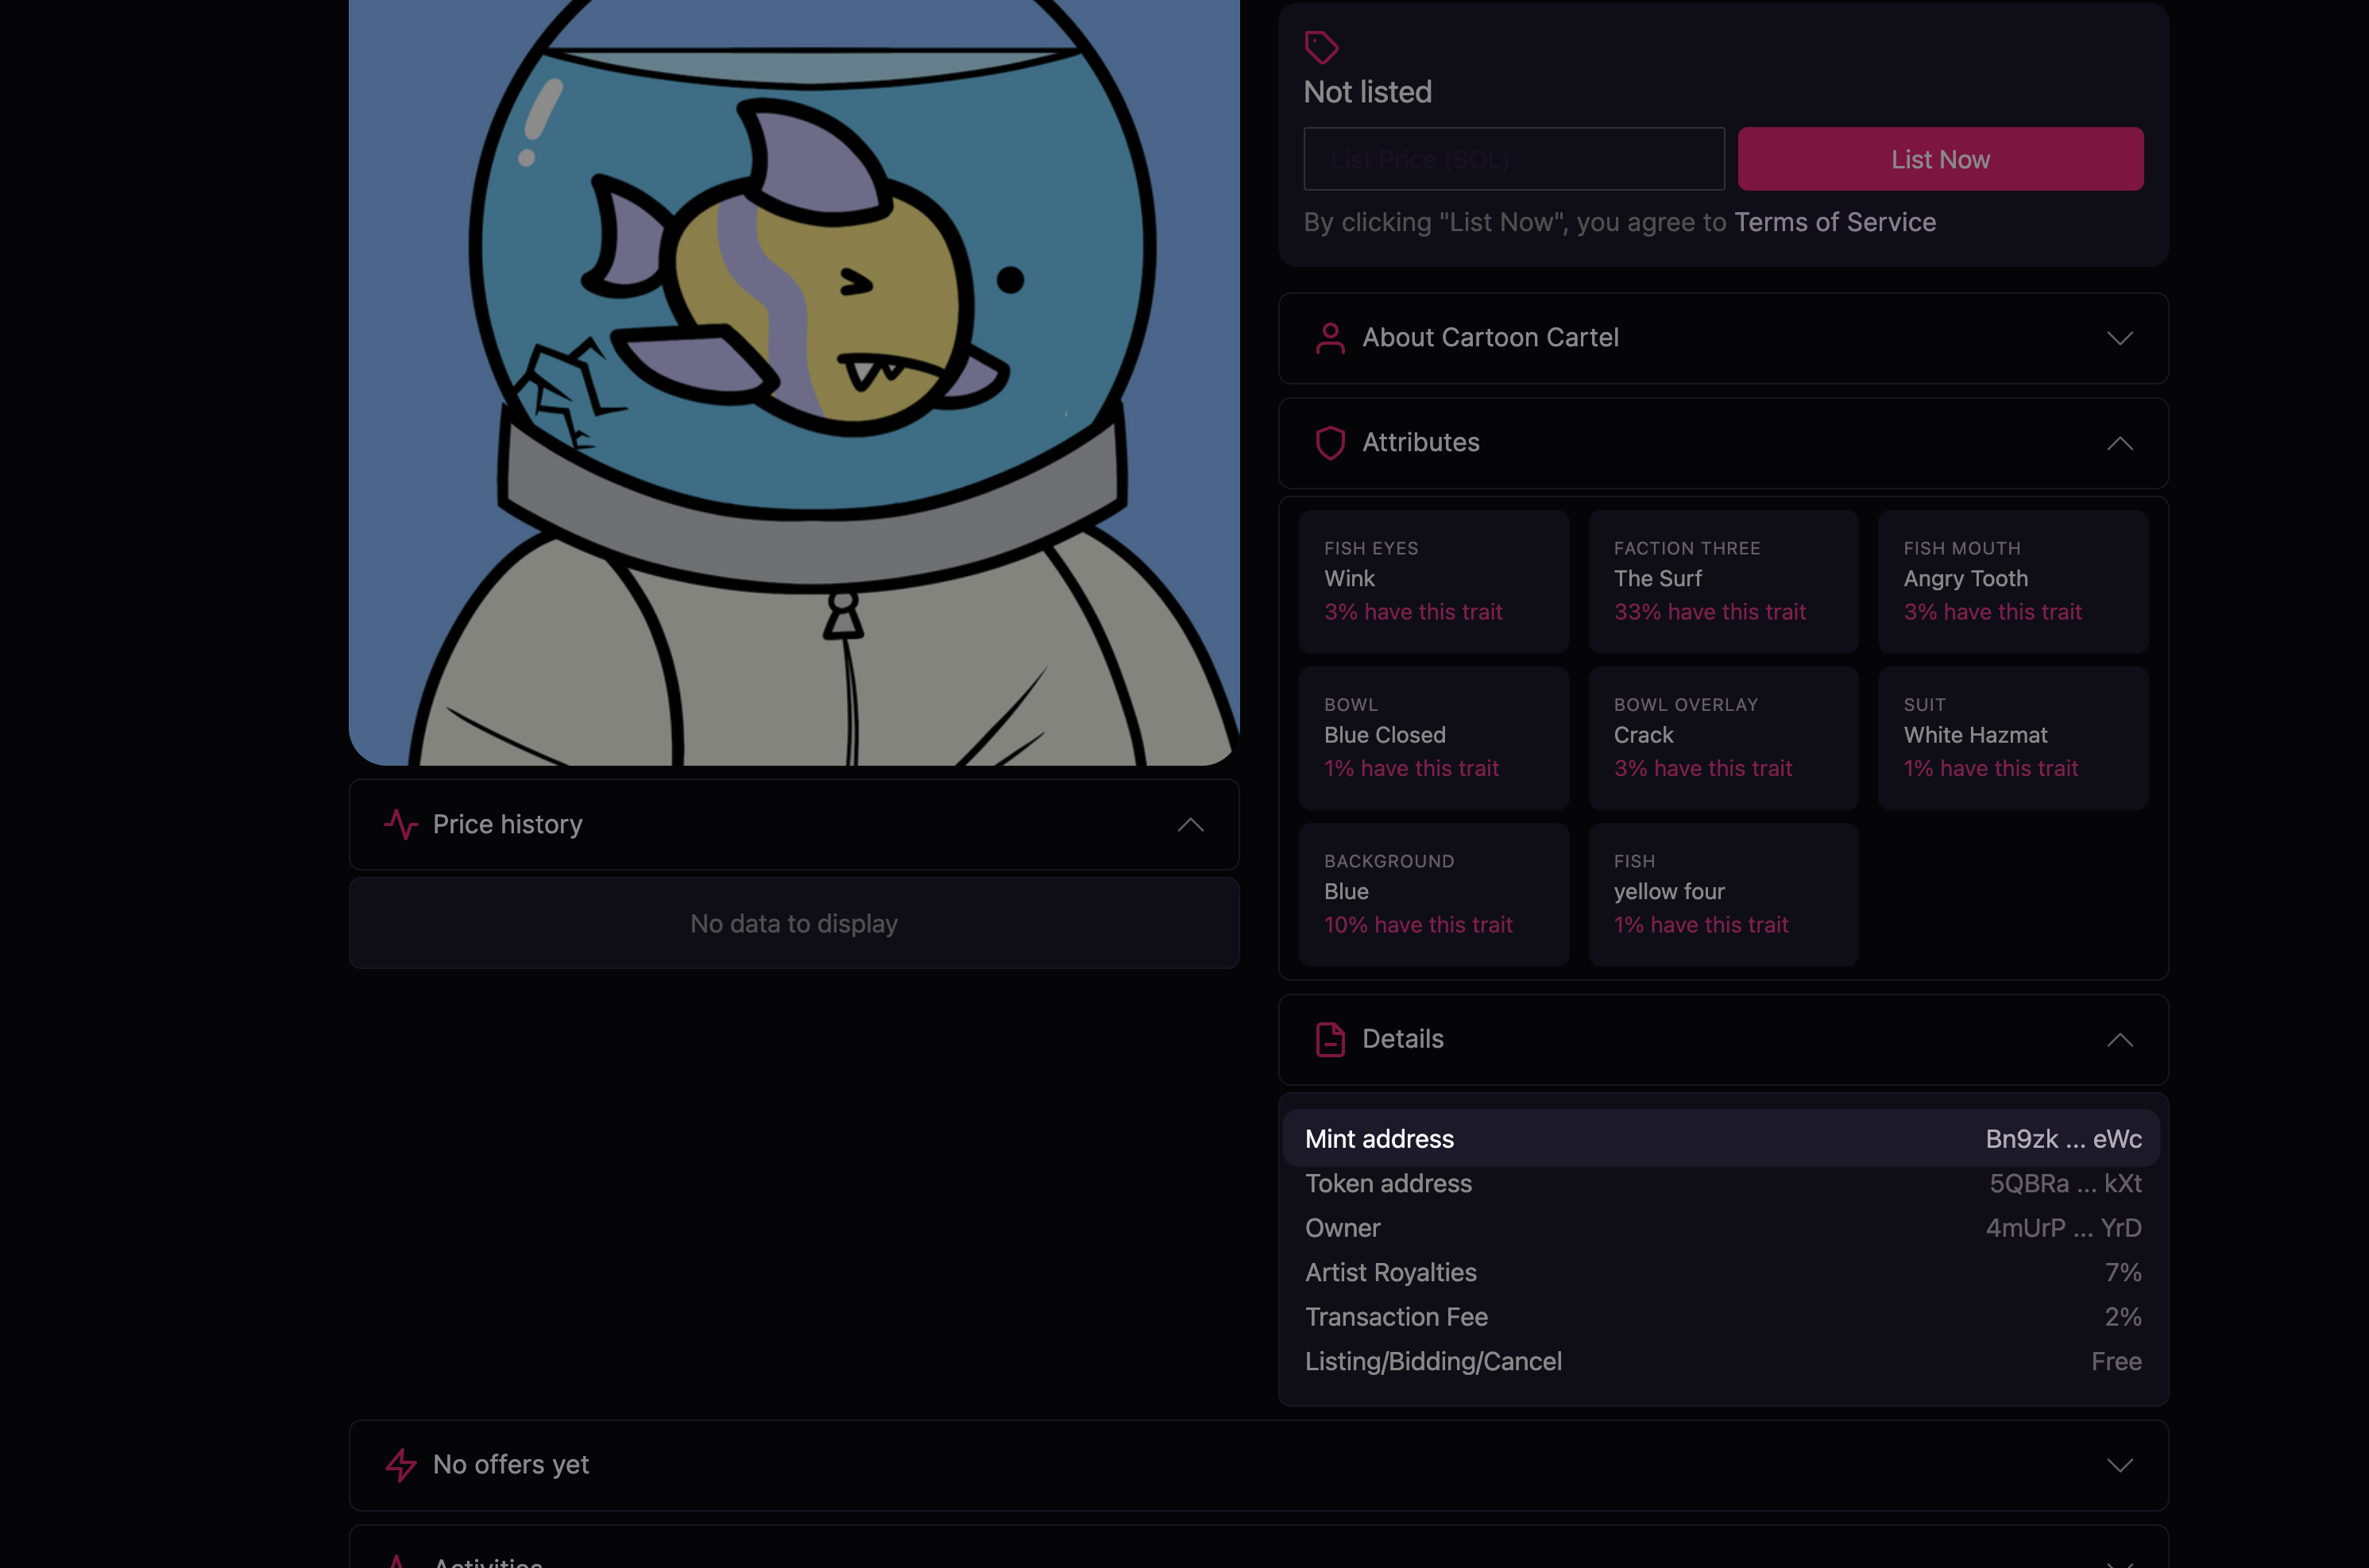 Not listed
List Price (SOL)
List Now
By clicking "List Now", you agree to Terms of Service
About Cartoon Cartel
Attributes
FISH EYES
Wink
3% have this trait
FACTION THREE
The Surf
33% have this trait
FISH MOUTH
Angry Tooth
3% have this trait
BOWL
Blue Closed
1% have this trait
BOWL OVERLAY
Crack
3% have this trait
SUIT
White Hazmat
1% have this trait
BACKGROUND
Blue
10% have this trait
FISH
yellow four
1% have this trait
Price history
No data to display
Details
Mint address Bn9zk ... eWc
Token address 5QBRa ... kXt
Owner 4mUrP ... YrD
Artist Royalties 7%
Transaction Fee 2%
Listing/Bidding/Cancel Free
No offers yet
Activities